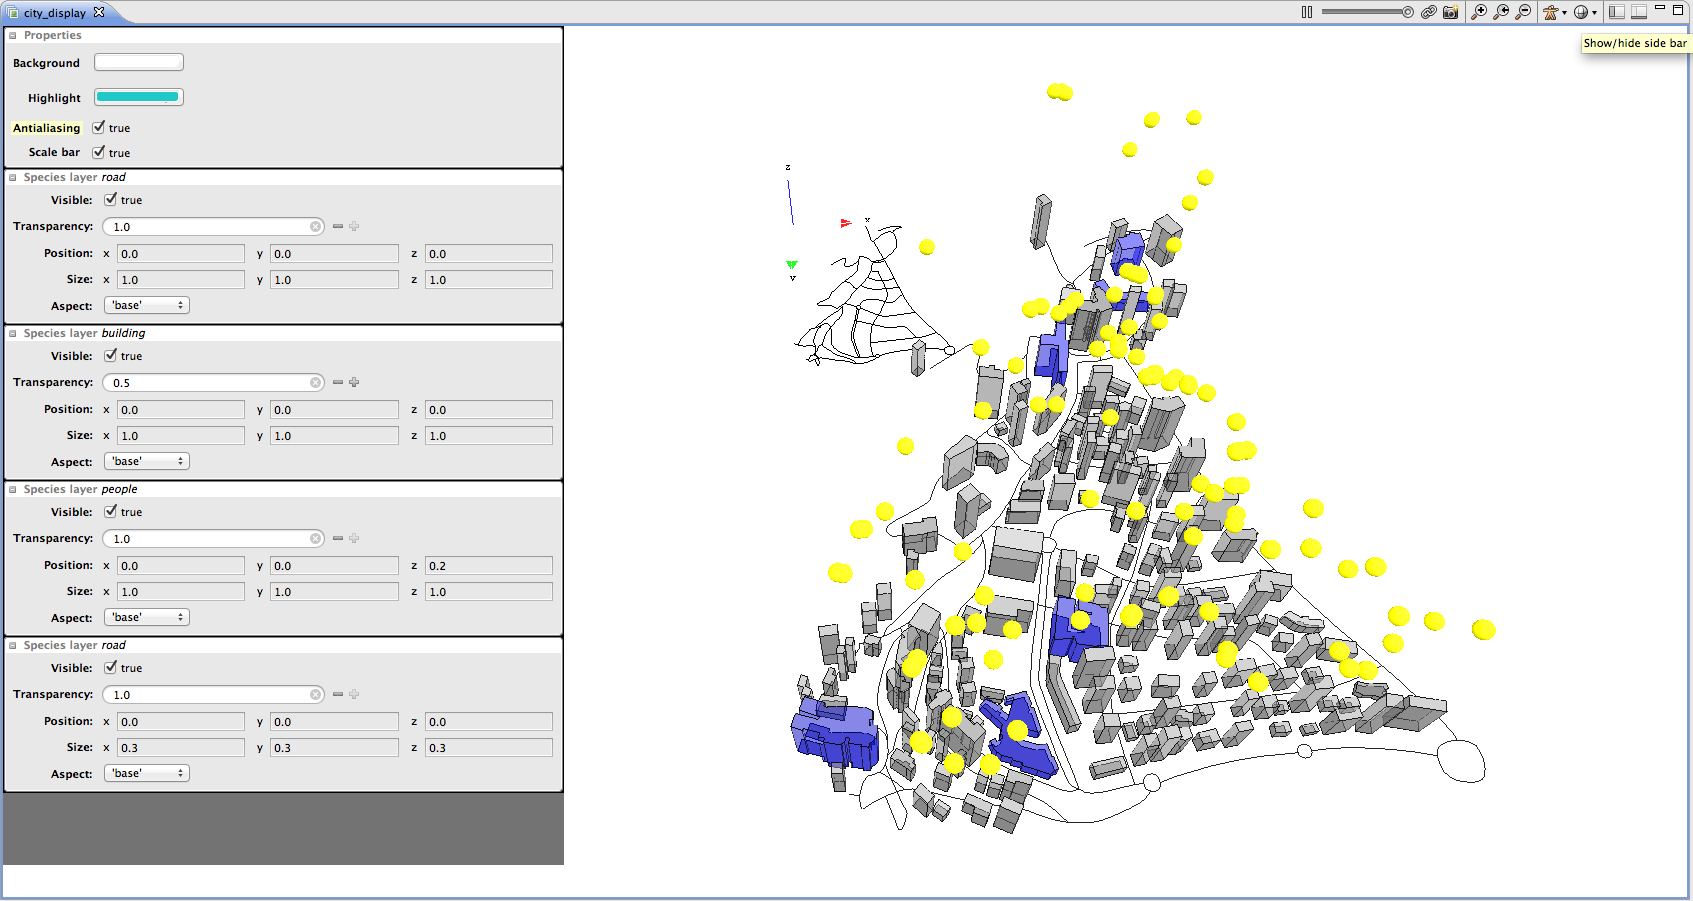 city_display
Show/hide side bar
Properties
Background
Highlight
Antialiasing true
Scale bar true
Species layer road
Visible: true
Transparency: 1.0
Position: x 0.0 y 0.0 z 0.0
Size: x 1.0 y 1.0 z 1.0
Aspect: 'base'
Species layer building
Visible: true
Transparency: 0.5
Position: x 0.0 y 0.0 z 0.0
Size: x 1.0 y 1.0 z 1.0
Aspect: 'base'
Species layer people
Visible: true
Transparency: 1.0
Position: x 0.0 y 0.0 z 0.2
Size: x 1.0 y 1.0 z 1.0
Aspect: 'base'
Species layer road
Visible: true
Transparency: 1.0
Position: x 0.0 y 0.0 z 0.0
Size: x 0.3 y 0.3 z 0.3
Aspect: 'base'
z
x
y